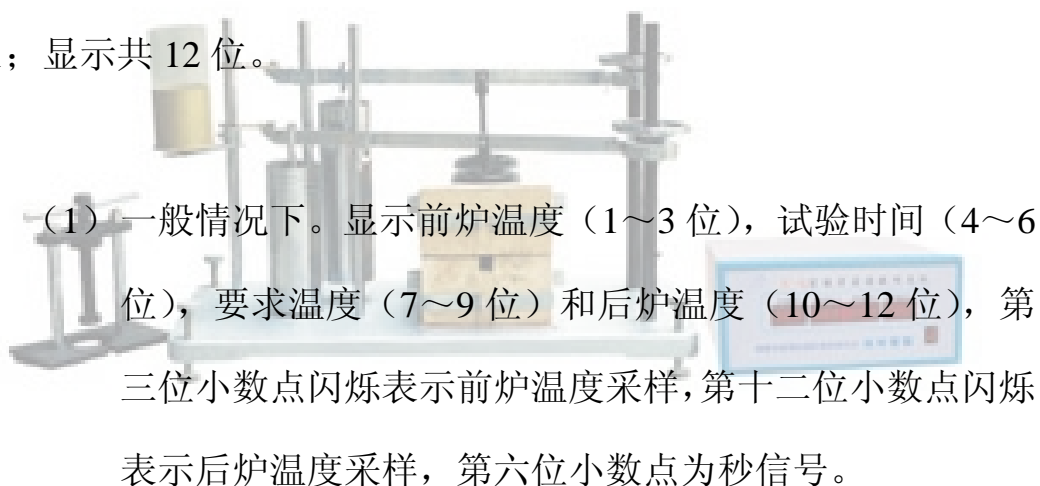 ；显示共 12 位。
（1）一般情况下。显示前炉温度（1～3 位），试验时间（4～6
位），要求温度（7～9 位）和后炉温度（10～12 位），第
三位小数点闪烁表示前炉温度采样，第十二位小数点闪烁
表示后炉温度采样，第六位小数点为秒信号。